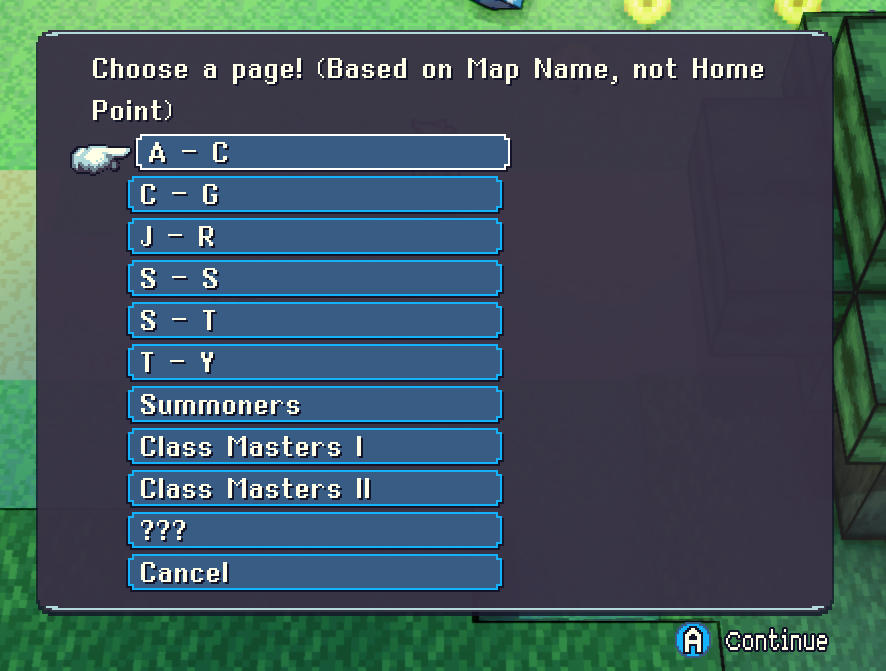 Choose a page! (Based on Map Name, not Home
Point)
A - C
C - G
J - R
S - S
S - T
T - Y
Summoners
Class Masters I
Class Masters II
???
Cancel
A Continue